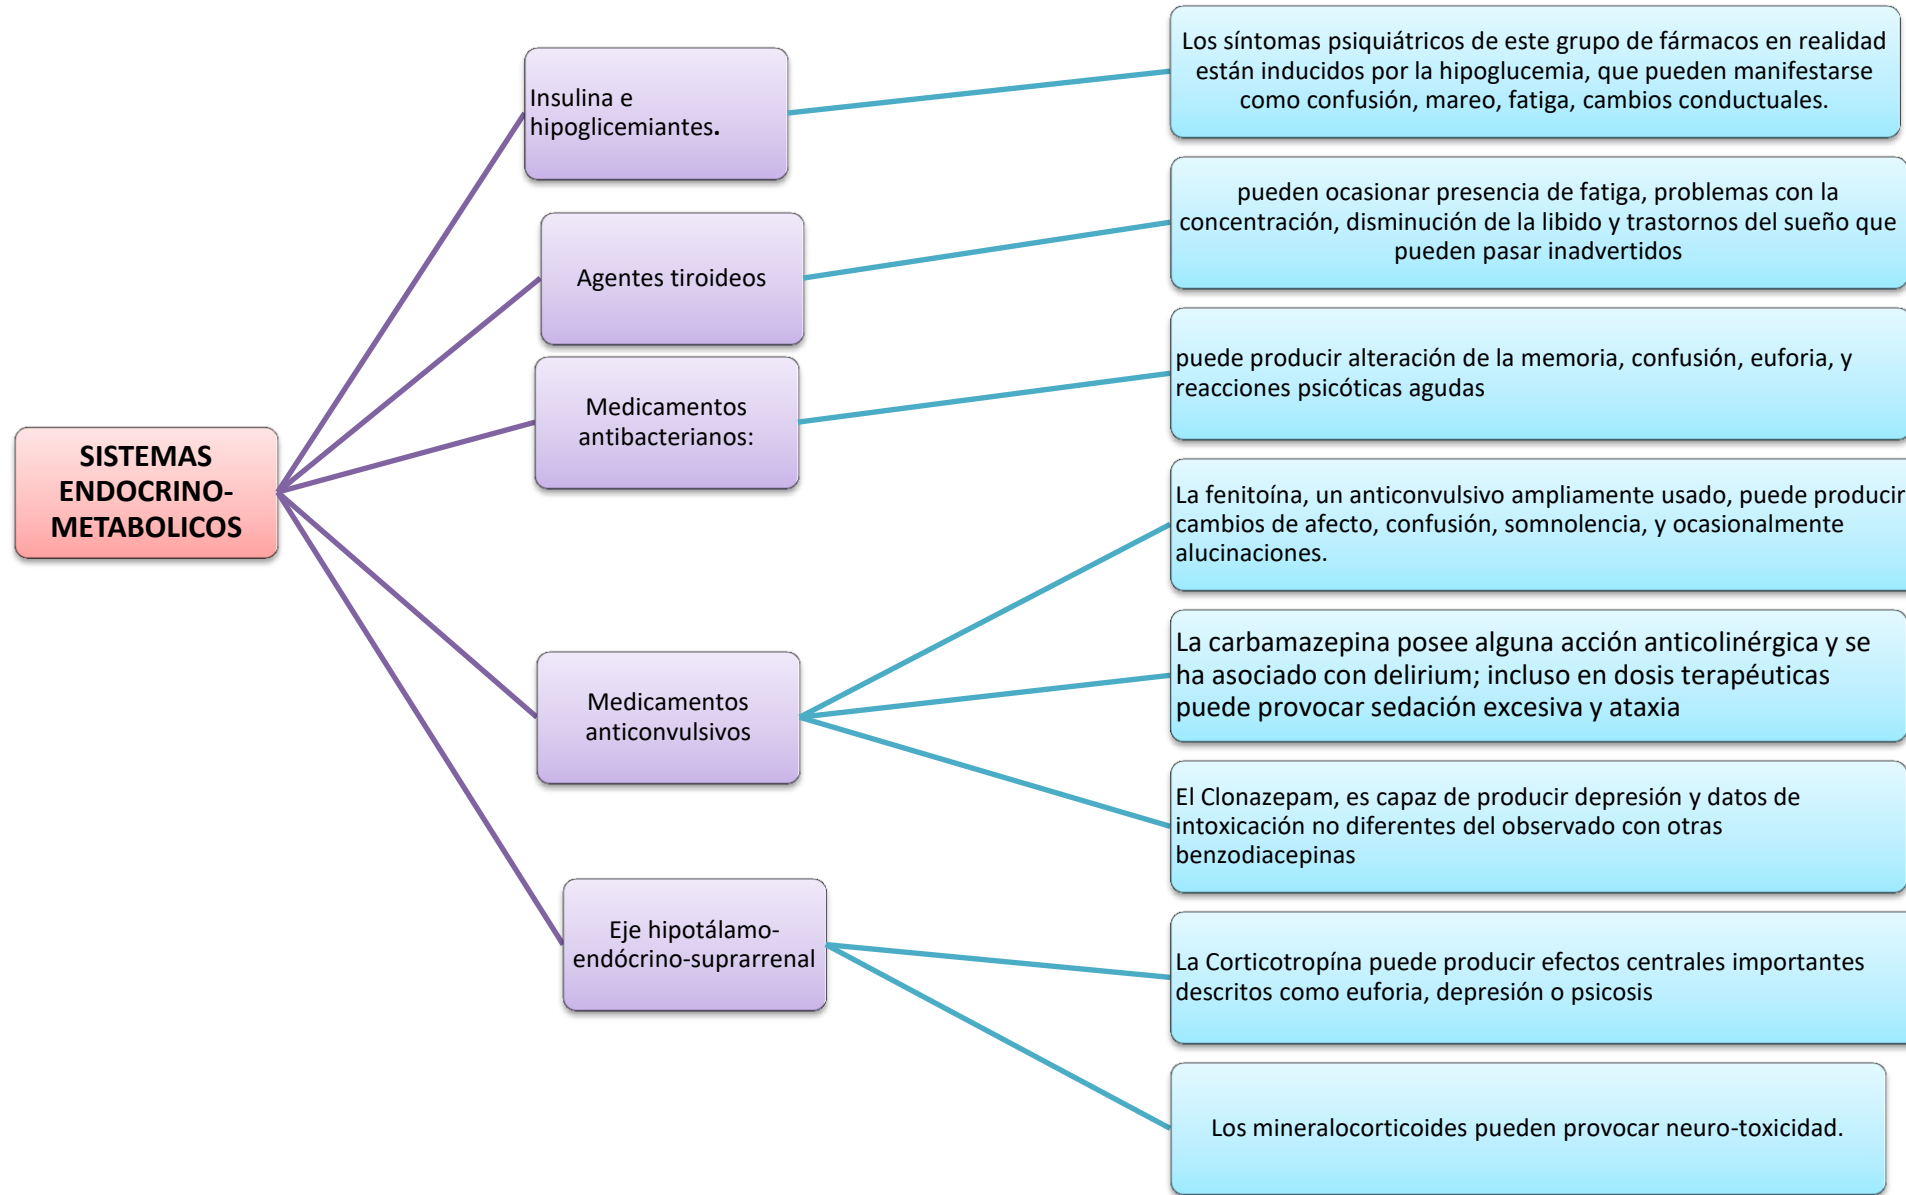 SISTEMAS
ENDOCRINO-
METABOLICOS
Insulina e
hipoglicemiantes.
Los síntomas psiquiátricos de este grupo de fármacos en realidad
están inducidos por la hipoglucemia, que pueden manifestarse
como confusión, mareo, fatiga, cambios conductuales.
Agentes tiroideos
pueden ocasionar presencia de fatiga, problemas con la
concentración, disminución de la libido y trastornos del sueño que
pueden pasar inadvertidos
Medicamentos
antibacterianos:
puede producir alteración de la memoria, confusión, euforia, y
reacciones psicóticas agudas
Medicamentos
anticonvulsivos
La fenitoína, un anticonvulsivo ampliamente usado, puede producir
cambios de afecto, confusión, somnolencia, y ocasionalmente
alucinaciones.
La carbamazepina posee alguna acción anticolinérgica y se
ha asociado con delirium; incluso en dosis terapéuticas
puede provocar sedación excesiva y ataxia
El Clonazepam, es capaz de producir depresión y datos de
intoxicación no diferentes del observado con otras
benzodiacepinas
Eje hipotálamo-
endócrino-suprarrenal
La Corticotropína puede producir efectos centrales importantes
descritos como euforia, depresión o psicosis
Los mineralocorticoides pueden provocar neuro-toxicidad.